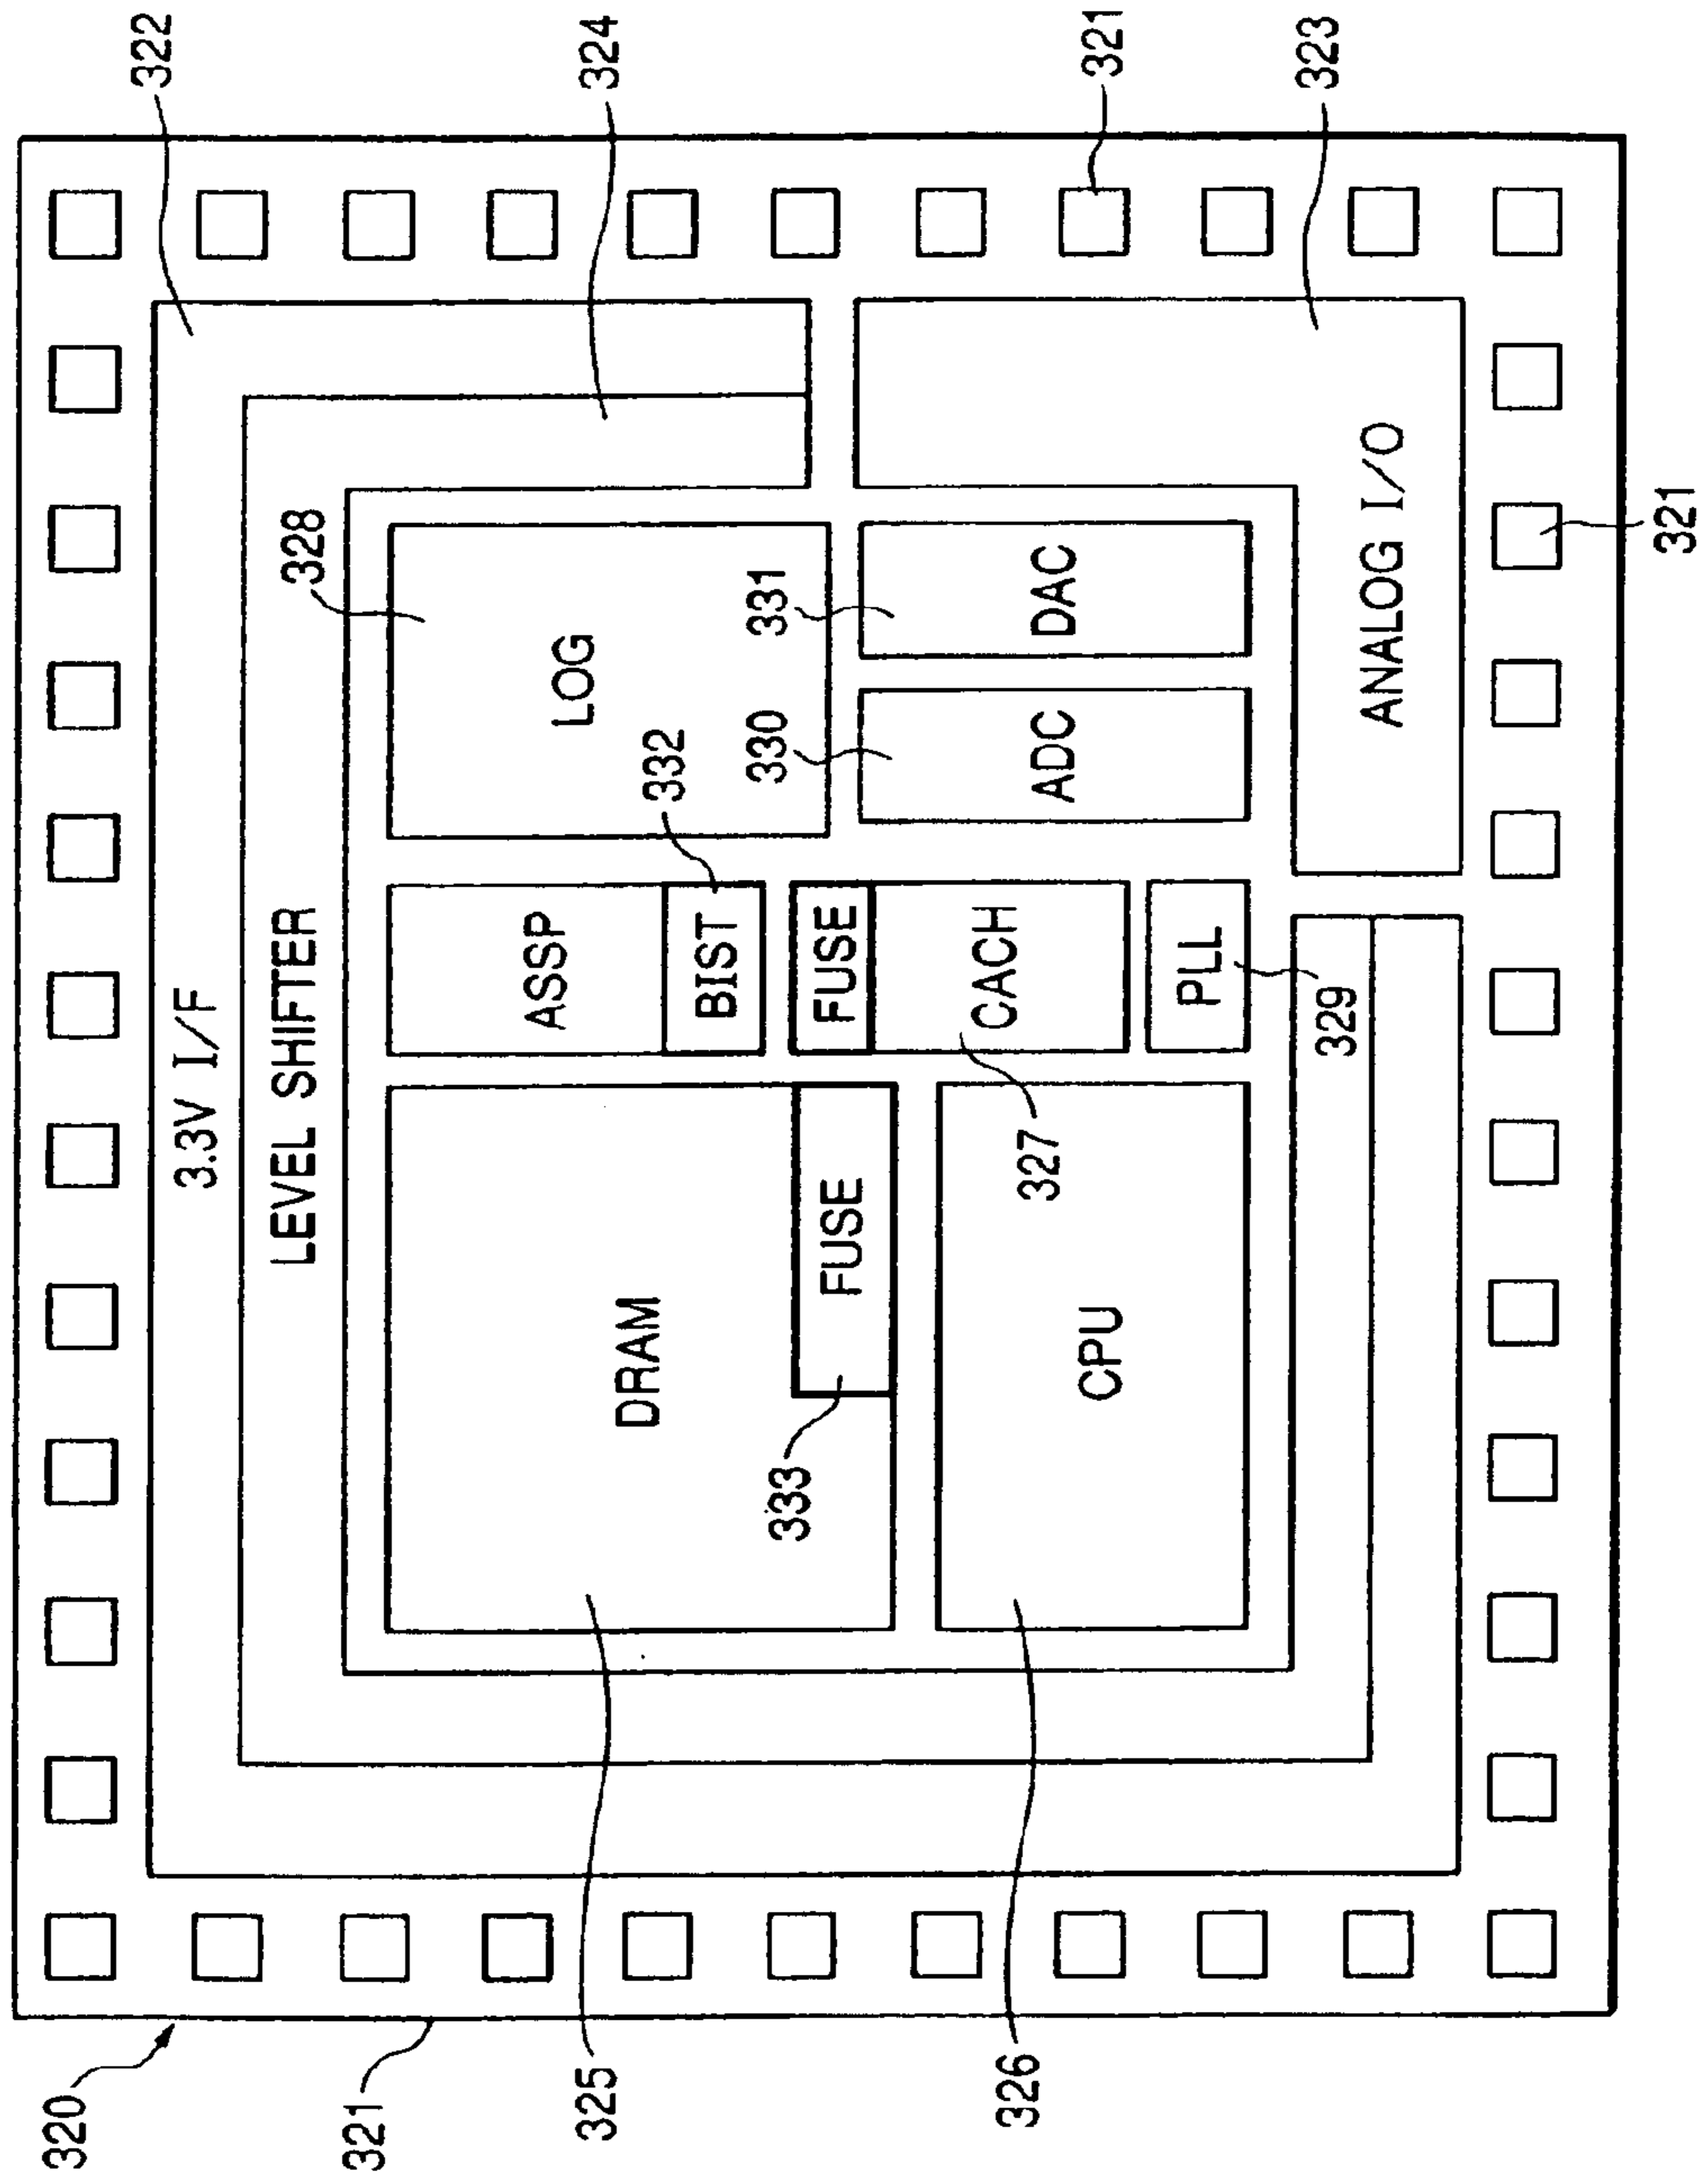 320
321
322
324
321
323
3.3V I/F
LEVEL SHIFTER
328
LOG
331
DAC
332
330
ADC
ANALOG I/O
321
ASSP
BIST
FUSE
CACH
PLL
329
327
DRAM
FUSE
333
CPU
325
326